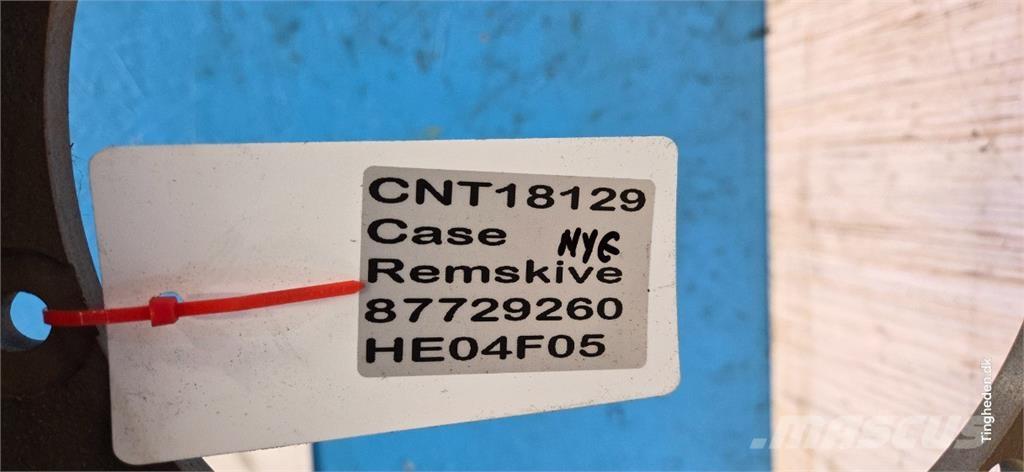 CNT18129
Case NYE
Remskive
87729260
HE04F05
Tingheden.dk
MASCUS